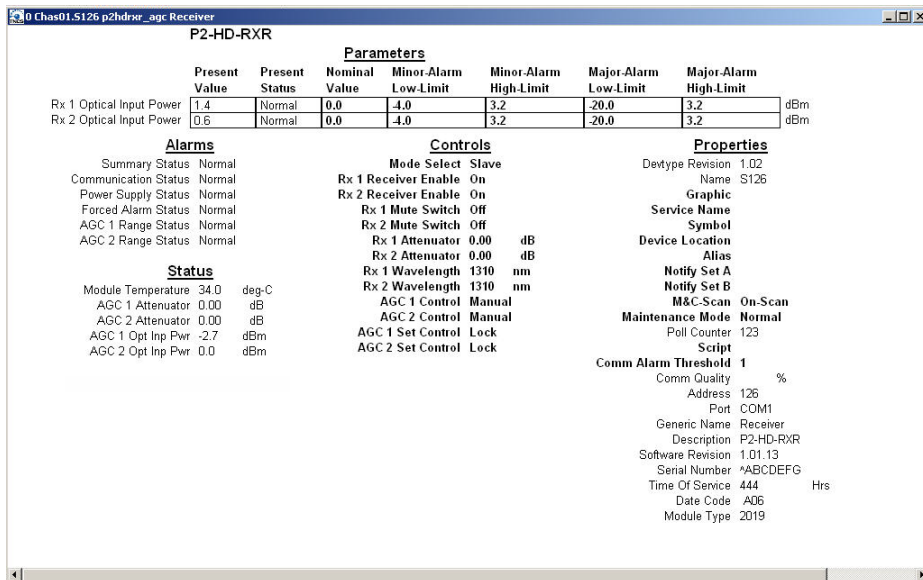 0 Chas01.S126 p2hdrxr_agc Receiver
P2-HD-RXR
Parameters
Present Value Present Status Nominal Value Minor-Alarm Low-Limit Minor-Alarm High-Limit Major-Alarm Low-Limit Major-Alarm High-Limit
Rx 1 Optical Input Power 1.4 Normal 0.0 -4.0 3.2 -20.0 3.2 dBm
Rx 2 Optical Input Power 0.6 Normal 0.0 -4.0 3.2 -20.0 3.2 dBm
Alarms
Summary Status Normal
Communication Status Normal
Power Supply Status Normal
Forced Alarm Status Normal
AGC 1 Range Status Normal
AGC 2 Range Status Normal
Status
Module Temperature 34.0 deg-C
AGC 1 Attenuator 0.00 dB
AGC 2 Attenuator 0.00 dB
AGC 1 Opt Inp Pwr -2.7 dBm
AGC 2 Opt Inp Pwr 0.0 dBm
Controls
Mode Select Slave
Rx 1 Receiver Enable On
Rx 2 Receiver Enable On
Rx 1 Mute Switch Off
Rx 2 Mute Switch Off
Rx 1 Attenuator 0.00 dB
Rx 2 Attenuator 0.00 dB
Rx 1 Wavelength 1310 nm
Rx 2 Wavelength 1310 nm
AGC 1 Control Manual
AGC 2 Control Manual
AGC 1 Set Control Lock
AGC 2 Set Control Lock
Properties
Devtype Revision 1.02
Name S126
Graphic
Service Name
Symbol
Device Location
Alias
Notify Set A
Notify Set B
M&C-Scan On-Scan
Maintenance Mode Normal
Poll Counter 123
Script
Comm Alarm Threshold 1
Comm Quality %
Address 126
Port COM1
Generic Name Receiver
Description P2-HD-RXR
Software Revision 1.01.13
Serial Number ^ABCDEFG
Time Of Service 444 Hrs
Date Code A06
Module Type 2019